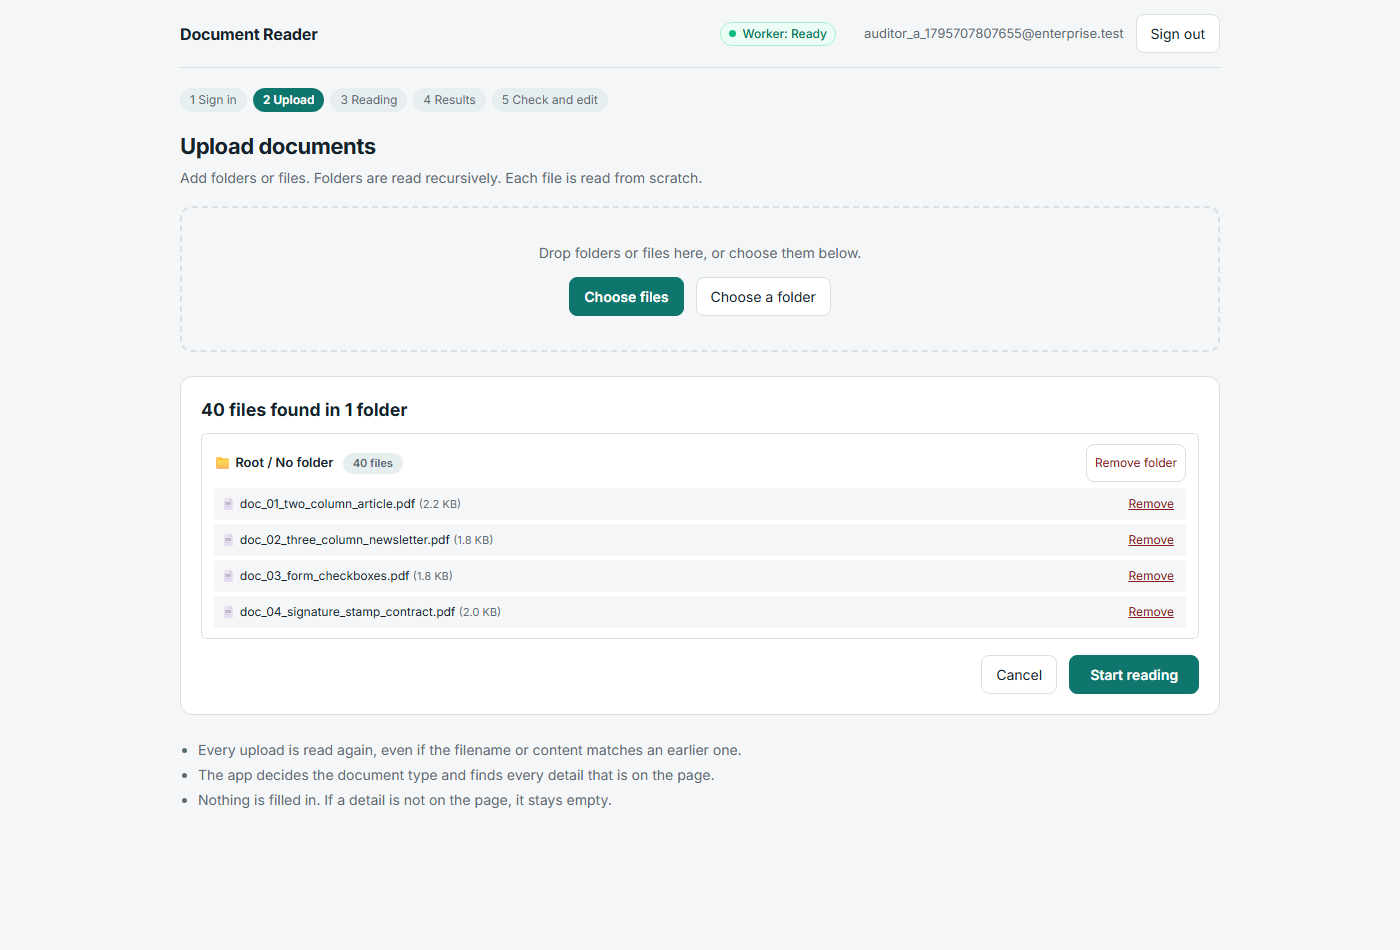 Document Reader
Worker: Ready
auditor_a_1795707807655@enterprise.test
Sign out
1 Sign in
2 Upload
3 Reading
4 Results
5 Check and edit
Upload documents
Add folders or files. Folders are read recursively. Each file is read from scratch.
Drop folders or files here, or choose them below.
Choose files
Choose a folder
40 files found in 1 folder
Root / No folder
40 files
Remove folder
doc_01_two_column_article.pdf (2.2 KB)
Remove
doc_02_three_column_newsletter.pdf (1.8 KB)
Remove
doc_03_form_checkboxes.pdf (1.8 KB)
Remove
doc_04_signature_stamp_contract.pdf (2.0 KB)
Remove
Cancel
Start reading
Every upload is read again, even if the filename or content matches an earlier one.
The app decides the document type and finds every detail that is on the page.
Nothing is filled in. If a detail is not on the page, it stays empty.